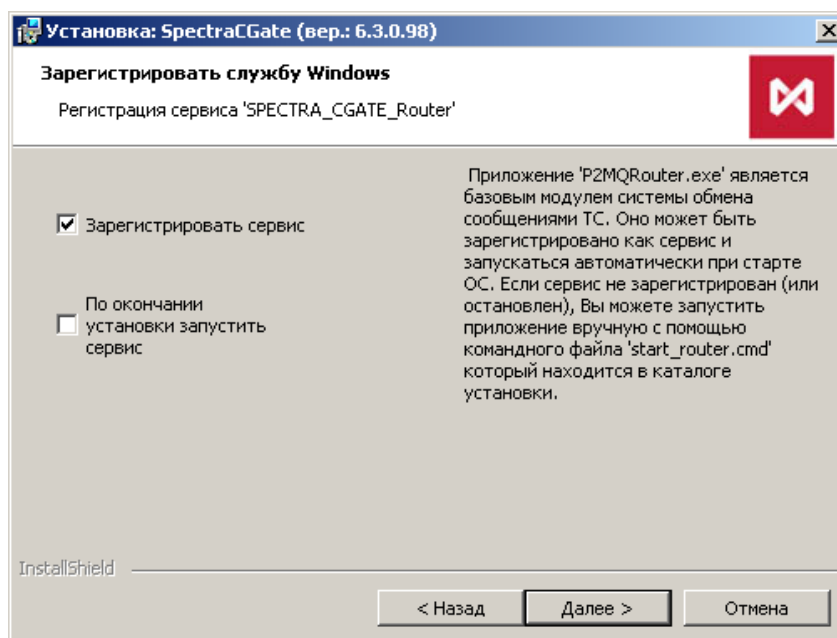 Установка: SpectraCGate (вер.: 6.3.0.98)
Зарегистрировать службу Windows
Регистрация сервиса 'SPECTRA_CGATE_Router'
Зарегистрировать сервис
По окончании
установки запустить
сервис
Приложение 'P2MQRouter.exe' является
базовым модулем системы обмена
сообщениями ТС. Оно может быть
зарегистрировано как сервис и
запускаться автоматически при старте
ОС. Если сервис не зарегистрирован (или
остановлен), Вы можете запустить
приложение вручную с помощью
командного файла 'start_router.cmd'
который находится в каталоге
установки.
InstallShield
< Назад
Далее >
Отмена